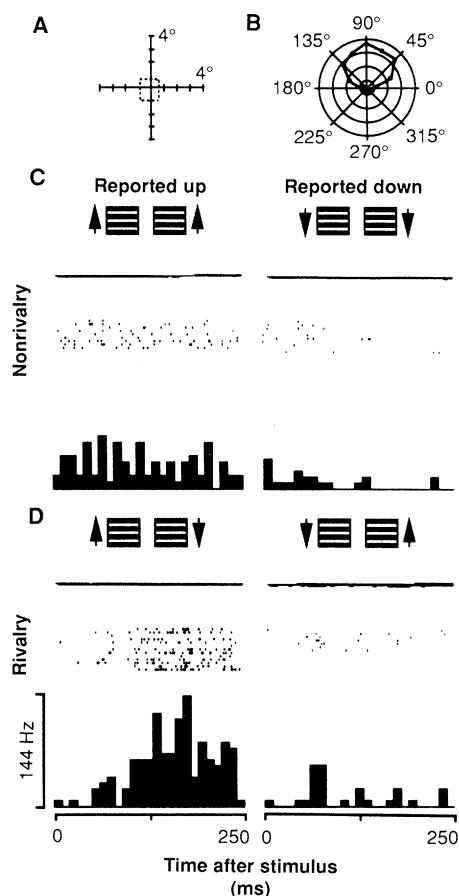 A
4°
4°
B
90°
135° 45°
180° 0°
225° 315°
270°
C
Reported up Reported down
Nonrivalry
D
Rivalry
144 Hz
0 250 0 250
Time after stimulus
(ms)